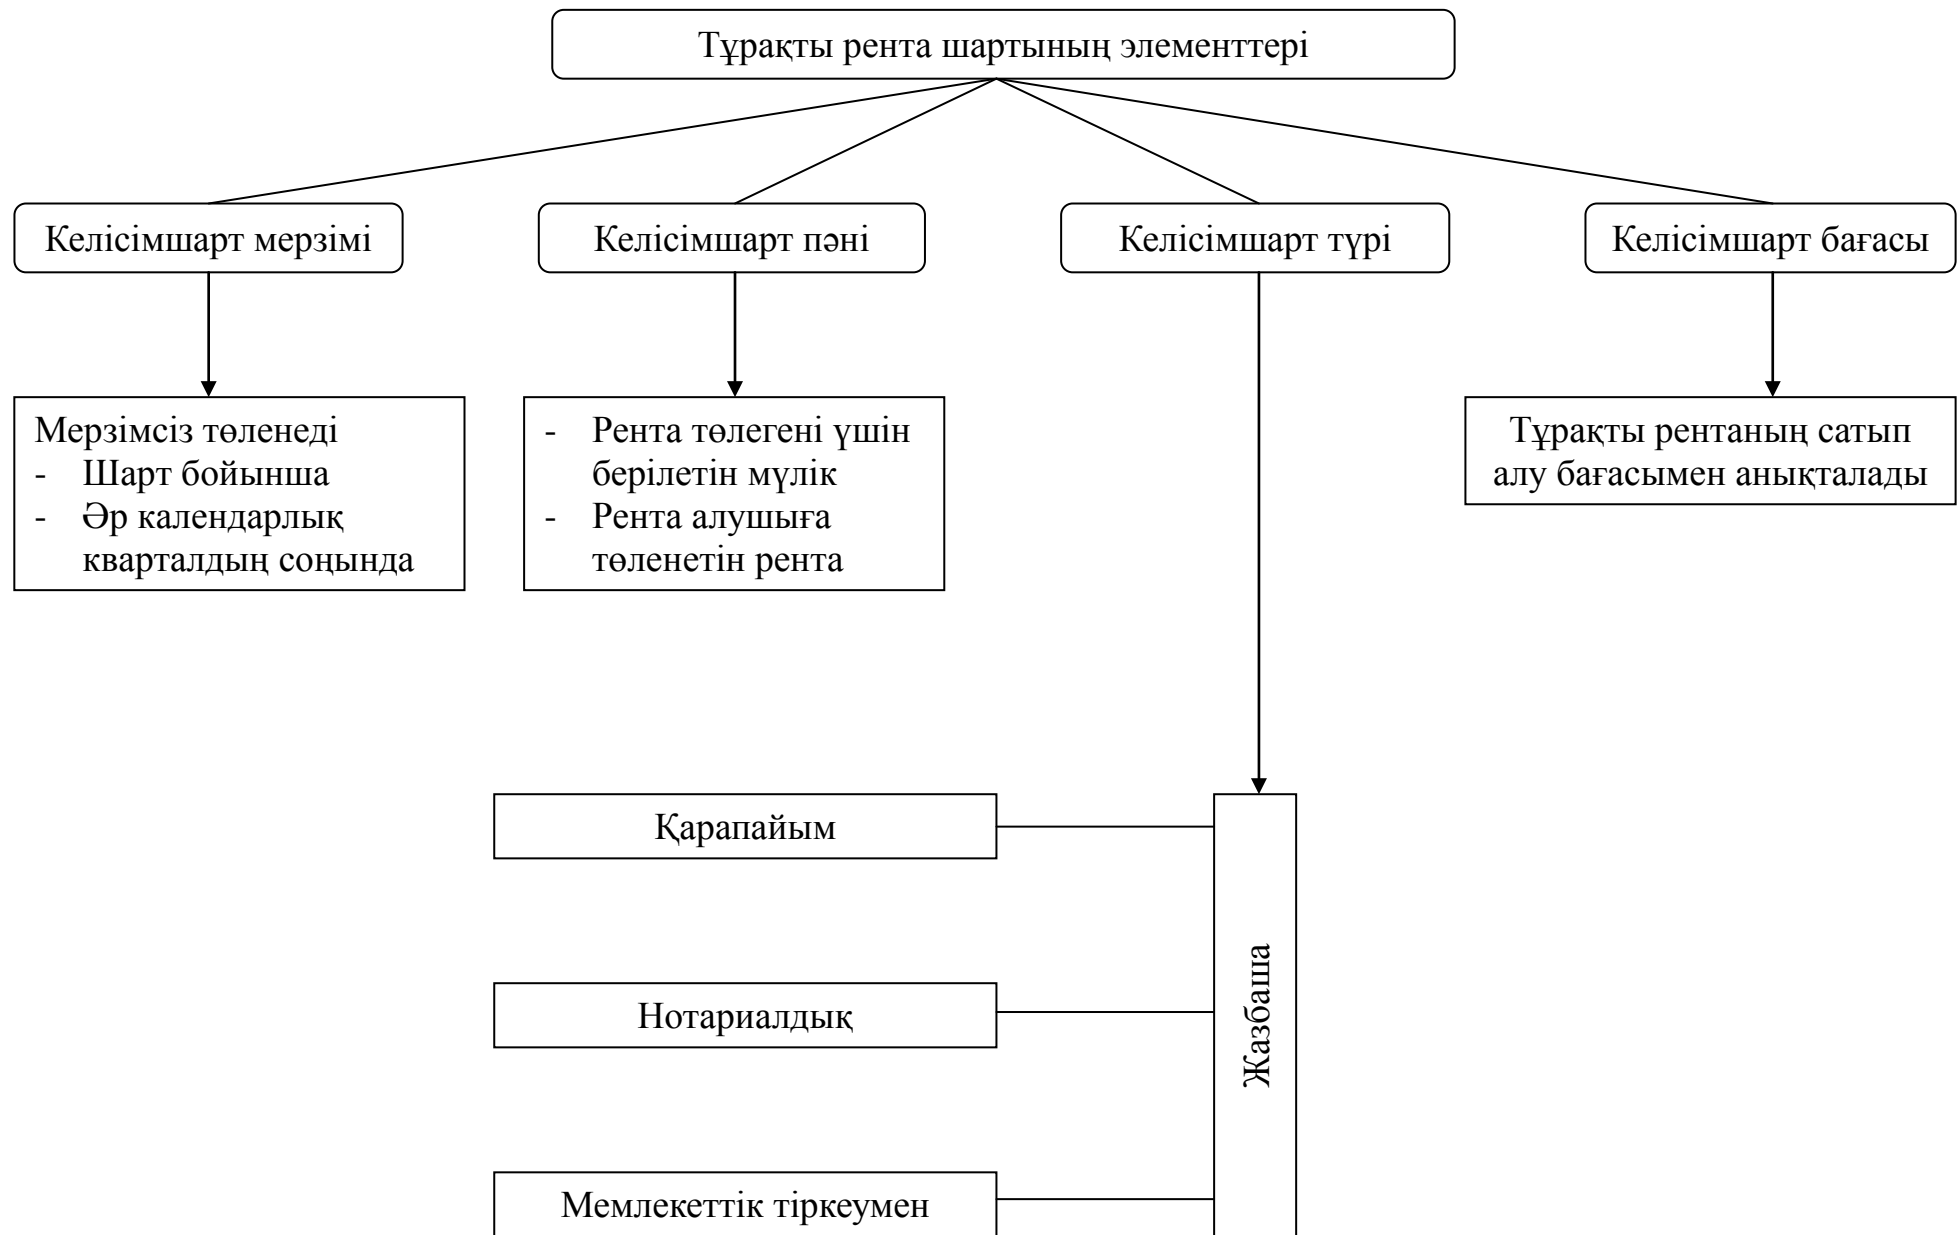 Тұрақты рента шартының элементтері
Келісімшарт мерзімі
Келісімшарт пәні
Келісімшарт түрі
Келісімшарт бағасы
Мерзімсіз төленеді
- Шарт бойынша
- Әр календарлық
кварталдың соңында
- Рента төлегені үшін
берілетін мүлік
- Рента алушыға
төленетін рента
Тұрақты рентаның сатып
алу бағасымен анықталады
Қарапайым
Нотариалдық
Мемлекеттік тіркеумен
Жазбаша